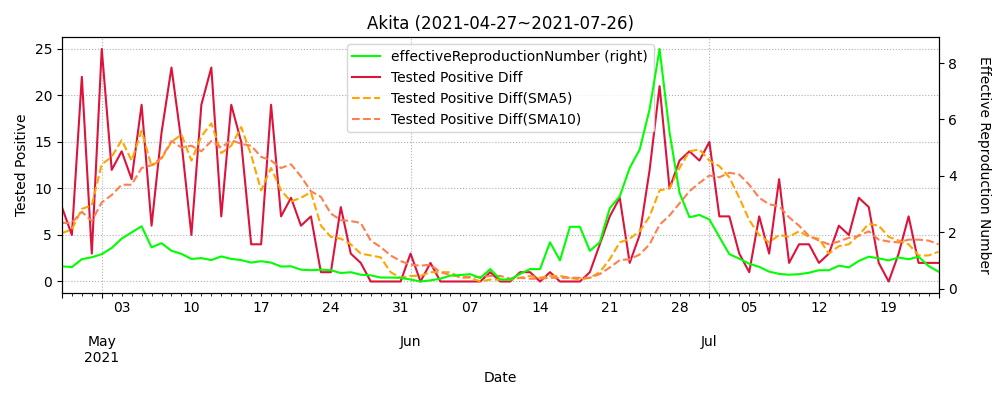 Akita (2021-04-27~2021-07-26)
effectiveReproductionNumber (right)
Tested Positive Diff
Tested Positive Diff(SMA5)
Tested Positive Diff(SMA10)
Tested Positive
25
20
15
10
5
0
8
6
4
2
0
Effective Reproduction Number
03 10 17 24 31 07 14 21 28 05 12 19
May Jun Jul
2021
Date